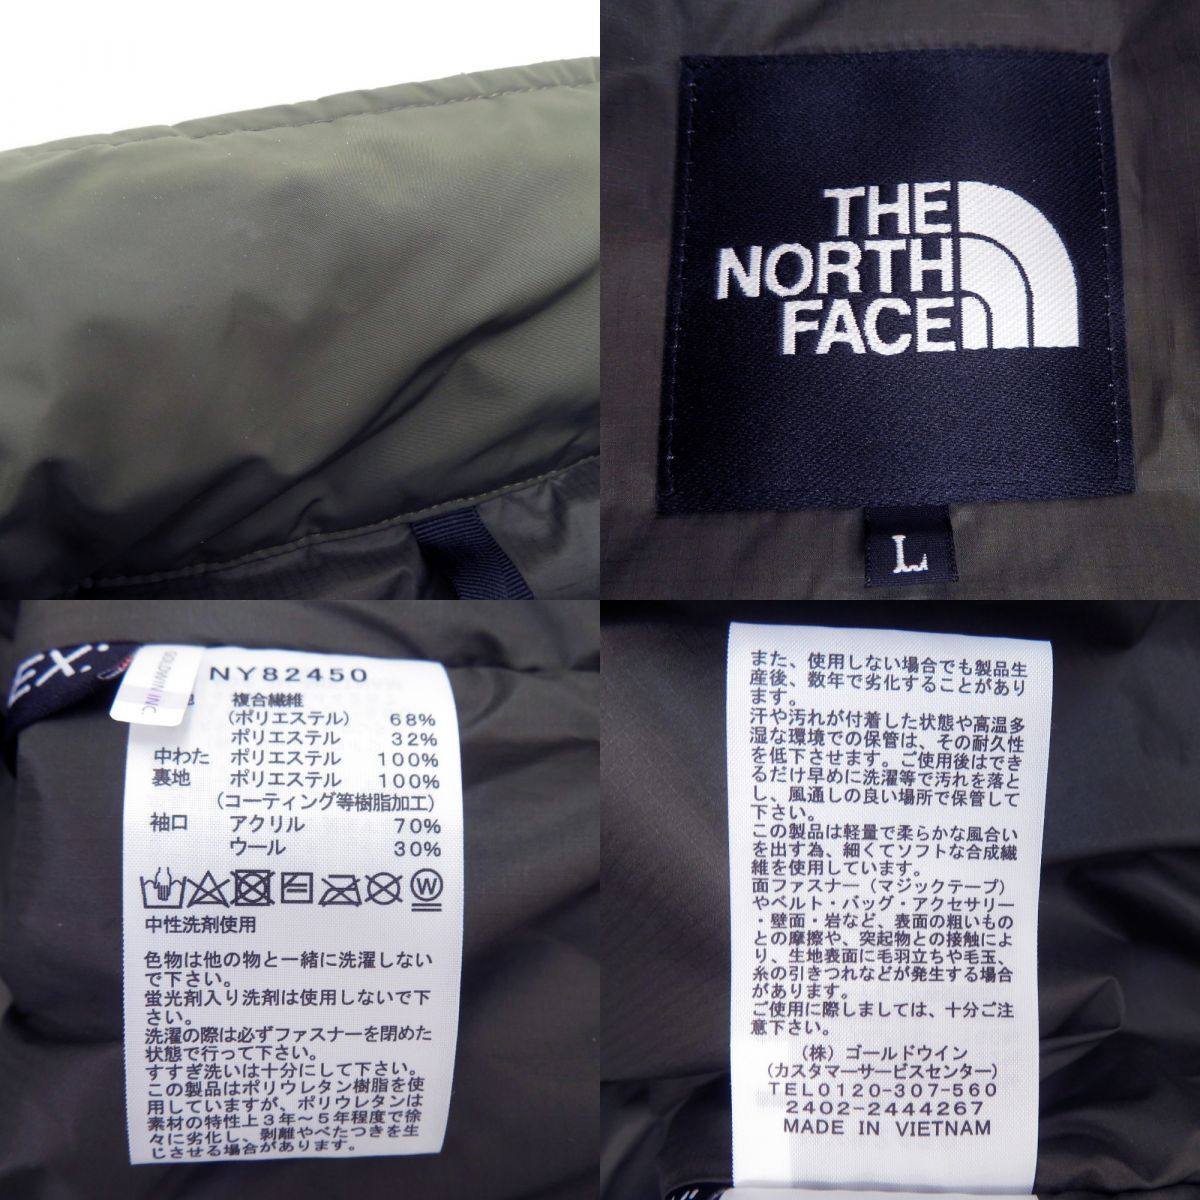 THE
NORTH
FACE
L
GOLDWIN INC.
NY82450
複合繊維
(ポリエステル) 68%
ポリエステル 32%
中わた ポリエステル 100%
裏地 ポリエステル 100%
(コーティング等樹脂加工)
袖口 アクリル 70%
ウール 30%
W
中性洗剤使用
色物は他の物と一緒に洗濯しない
で下さい。
蛍光剤入り洗剤は使用しないで下
さい。
洗濯の際は必ずファスナーを閉めた
状態で行って下さい。
すすぎ洗いは十分にして下さい。
この製品はポリウレタン樹脂を使
用していますが、ポリウレタンは
素材の特性上3年〜5年程度で徐
々に劣化し、剥離やべたつきを生
じさせる場合があります。
また、使用しない場合でも製品生
産後、数年で劣化することがあり
ます。
汗や汚れが付着した状態や高温多
湿な環境での保管は、その耐久性
を低下させます。ご使用後はでき
るだけ早めに洗濯等で汚れを落と
し、風通しの良い場所で保管して
下さい。
この製品は軽量で柔らかな風合い
を出す為、細くてソフトな合成繊
維を使用しています。
面ファスナー(マジックテープ)
やベルト・バッグ・アクセサリー
・壁面・岩など、表面の粗いもの
との摩擦や、突起物との接触によ
り、生地表面に毛羽立ちや毛玉、
糸の引きつれなどが発生する場合
があります。
ご使用に際しましては、十分ご注
意下さい。
(株)ゴールドウイン
(カスタマーサービスセンター)
TEL0120-307-560
2402-2444267
MADE IN VIETNAM